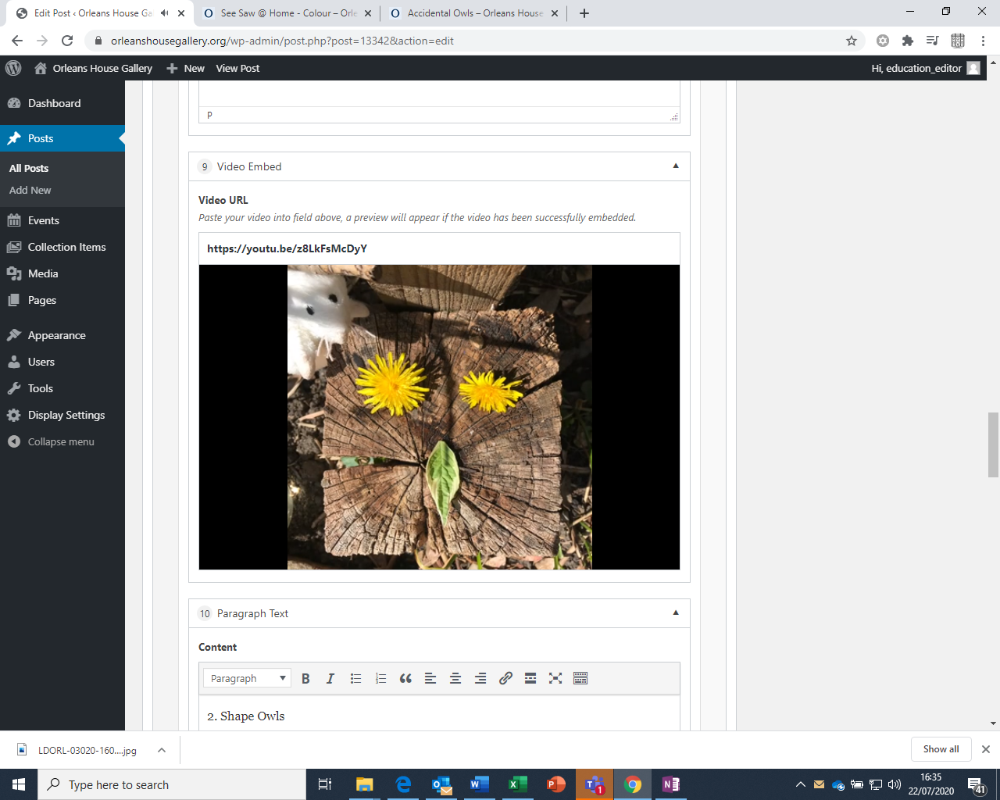 Edit Post ‹ Orleans House Ga
See Saw @ Home - Colour – Orle
Accidental Owls – Orleans House
orleanshousegallery.org/wp-admin/post.php?post=13342&action=edit
Orleans House Gallery
New
View Post
Hi, education_editor
Dashboard
Posts
All Posts
Add New
Events
Collection Items
Media
Pages
Appearance
Users
Tools
Display Settings
Collapse menu
P
9 Video Embed
Video URL
Paste your video into field above, a preview will appear if the video has been successfully embedded.
https://youtu.be/z8LkFsMcDyY
10 Paragraph Text
Content
Paragraph
2. Shape Owls
LDORL-03020-160....jpg
Show all
Type here to search
1
16:35
22/07/2020
41